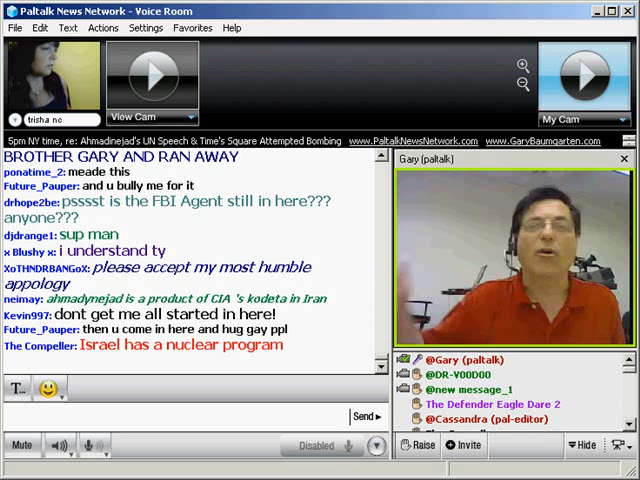 Paltalk News Network - Voice Room
File Edit Text Actions Settings Favorites Help
trisha nc
View Cam
My Cam
5pm NY time, re: Ahmadinejad's UN Speech & Time's Square Attempted Bombing www.PaltalkNewsNetwork.com www.GaryBaumgarten.com
BROTHER GARY AND RAN AWAY
ponatime_2: meade this
Future_Pauper: and u bully me for it
drhope2be: psssst is the FBI Agent still in here???
anyone???
djdrange1: sup man
x Blushy x: i understand ty
XoTHNDRBANGoX: please accept my most humble
appology
neimay: ahmadynejad is a product of CIA 's kodeta in Iran
Kevin997: dont get me all started in here!
Future_Pauper: then u come in here and hug gay ppl
The Compeller: Israel has a nuclear program
Gary (paltalk)
@Gary (paltalk)
@DR-V00D00
@new message_1
The Defender Eagle Dare 2
@Cassandra (pal-editor)
T...
Send
Mute
Disabled
Raise
Invite
Hide